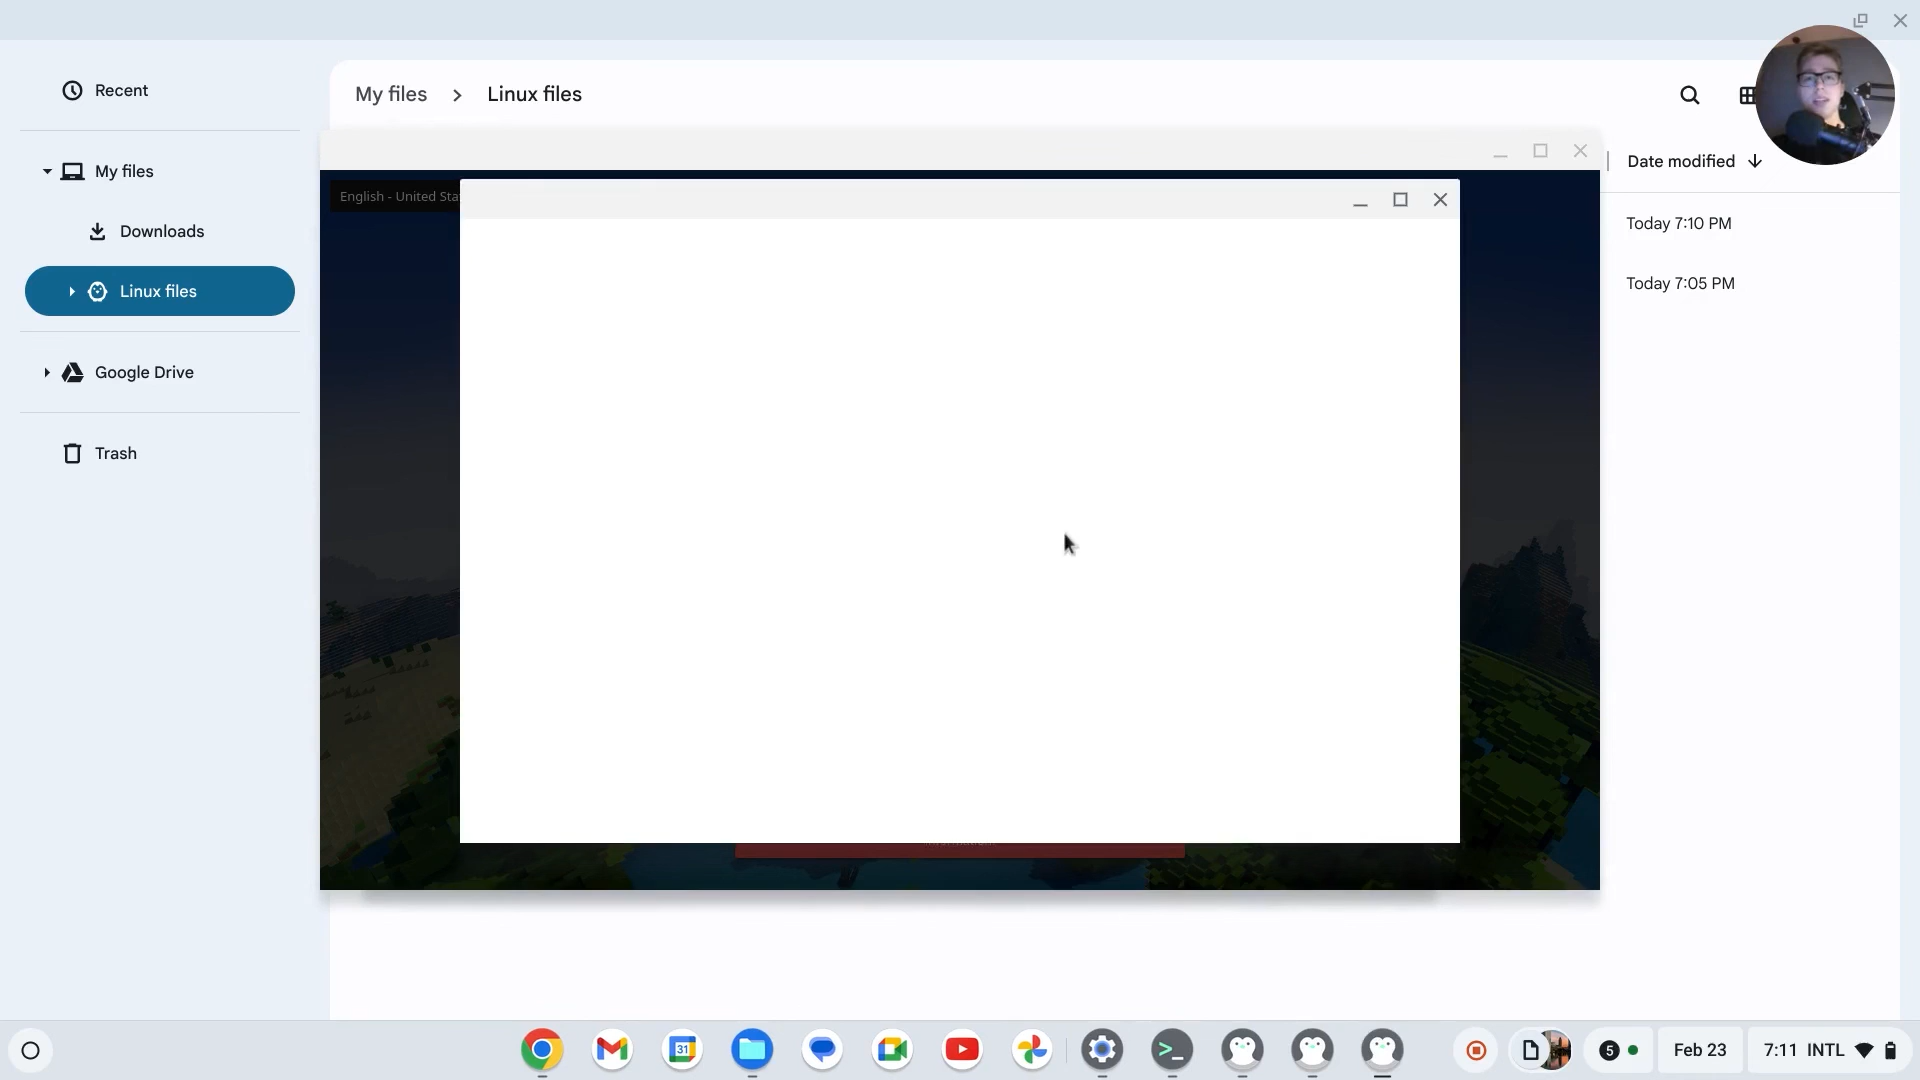 Recent
My files > Linux files
Date modified
My files
English - United Sta
Downloads
Today 7:10 PM
Linux files
Today 7:05 PM
Google Drive
Trash
31
>_
5
Feb 23
7:11 INTL